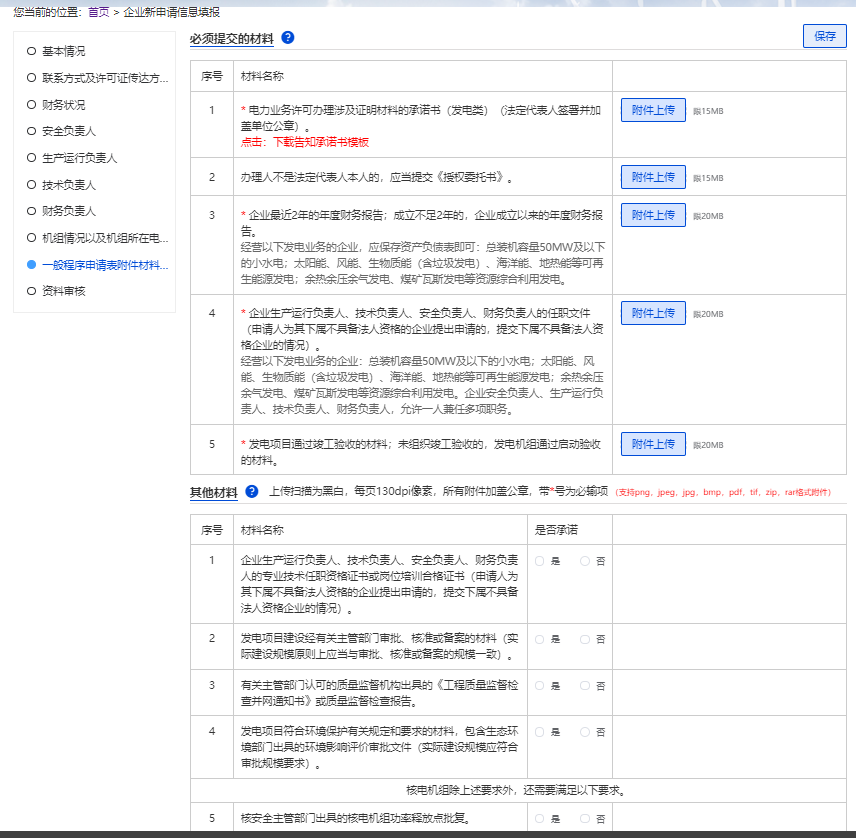 您当前的位置: 首页 > 企业新申请信息填报
基本情况
联系方式及许可证传达方...
财务状况
安全负责人
生产运行负责人
技术负责人
财务负责人
机组情况以及机组所在电...
一般程序申请表附件材料...
资料审核
必须提交的材料 ?
保存
序号 材料名称
1 * 电力业务许可办理涉及证明材料的承诺书（发电类）（法定代表人签署并加
盖单位公章）。
点击：下载告知承诺书模板
附件上传 限15MB
2 办理人不是法定代表人本人的，应当提交《授权委托书》。 附件上传 限15MB
3 * 企业最近2年的年度财务报告；成立不足2年的，企业成立以来的年度财务报
告。
经营以下发电业务的企业，应保存资产负债表即可：总装机容量50MW及以下
的小水电；太阳能、风能、生物质能（含垃圾发电）、海洋能、地热能等可再
生能源发电；余热余压余气发电、煤矿瓦斯发电等资源综合利用发电。
附件上传 限20MB
4 * 企业生产运行负责人、技术负责人、安全负责人、财务负责人的任职文件
（申请人为其下属不具备法人资格的企业提出申请的，提交下属不具备法人资
格企业的情况）。
经营以下发电业务的企业：总装机容量50MW及以下的小水电；太阳能、风
能、生物质能（含垃圾发电）、海洋能、地热能等可再生能源发电；余热余压
余气发电、煤矿瓦斯发电等资源综合利用发电。企业安全负责人、生产运行负
责人、技术负责人、财务负责人，允许一人兼任多项职务。
附件上传 限20MB
5 * 发电项目通过竣工验收的材料；未组织竣工验收的，发电机组通过启动验收
的材料。
附件上传 限20MB
其他材料 ? 上传扫描为黑白，每页130dpi像素，所有附件加盖公章，带*号为必输项 （支持png、jpeg、jpg、bmp、pdf、tif、zip、rar格式附件）
序号 材料名称 是否承诺
1 企业生产运行负责人、技术负责人、安全负责人、财务负责
人的专业技术任职资格证书或岗位培训合格证书（申请人为
其下属不具备法人资格的企业提出申请的，提交下属不具备
法人资格企业的情况）。
是 否
2 发电项目建设经有关主管部门审批、核准或备案的材料（实
际建设规模原则上应当与审批、核准或备案的规模一致）。
是 否
3 有关主管部门认可的质量监督机构出具的《工程质量监督检
查并网通知书》或质量监督检查报告。
是 否
4 发电项目符合环境保护有关规定和要求的材料，包含生态环
境部门出具的环境影响评价审批文件（实际建设规模应符合
审批规模要求）。
是 否
核电机组除上述要求外，还需要满足以下要求。
5 核安全主管部门出具的核电机组功率释放点批复。 是 否